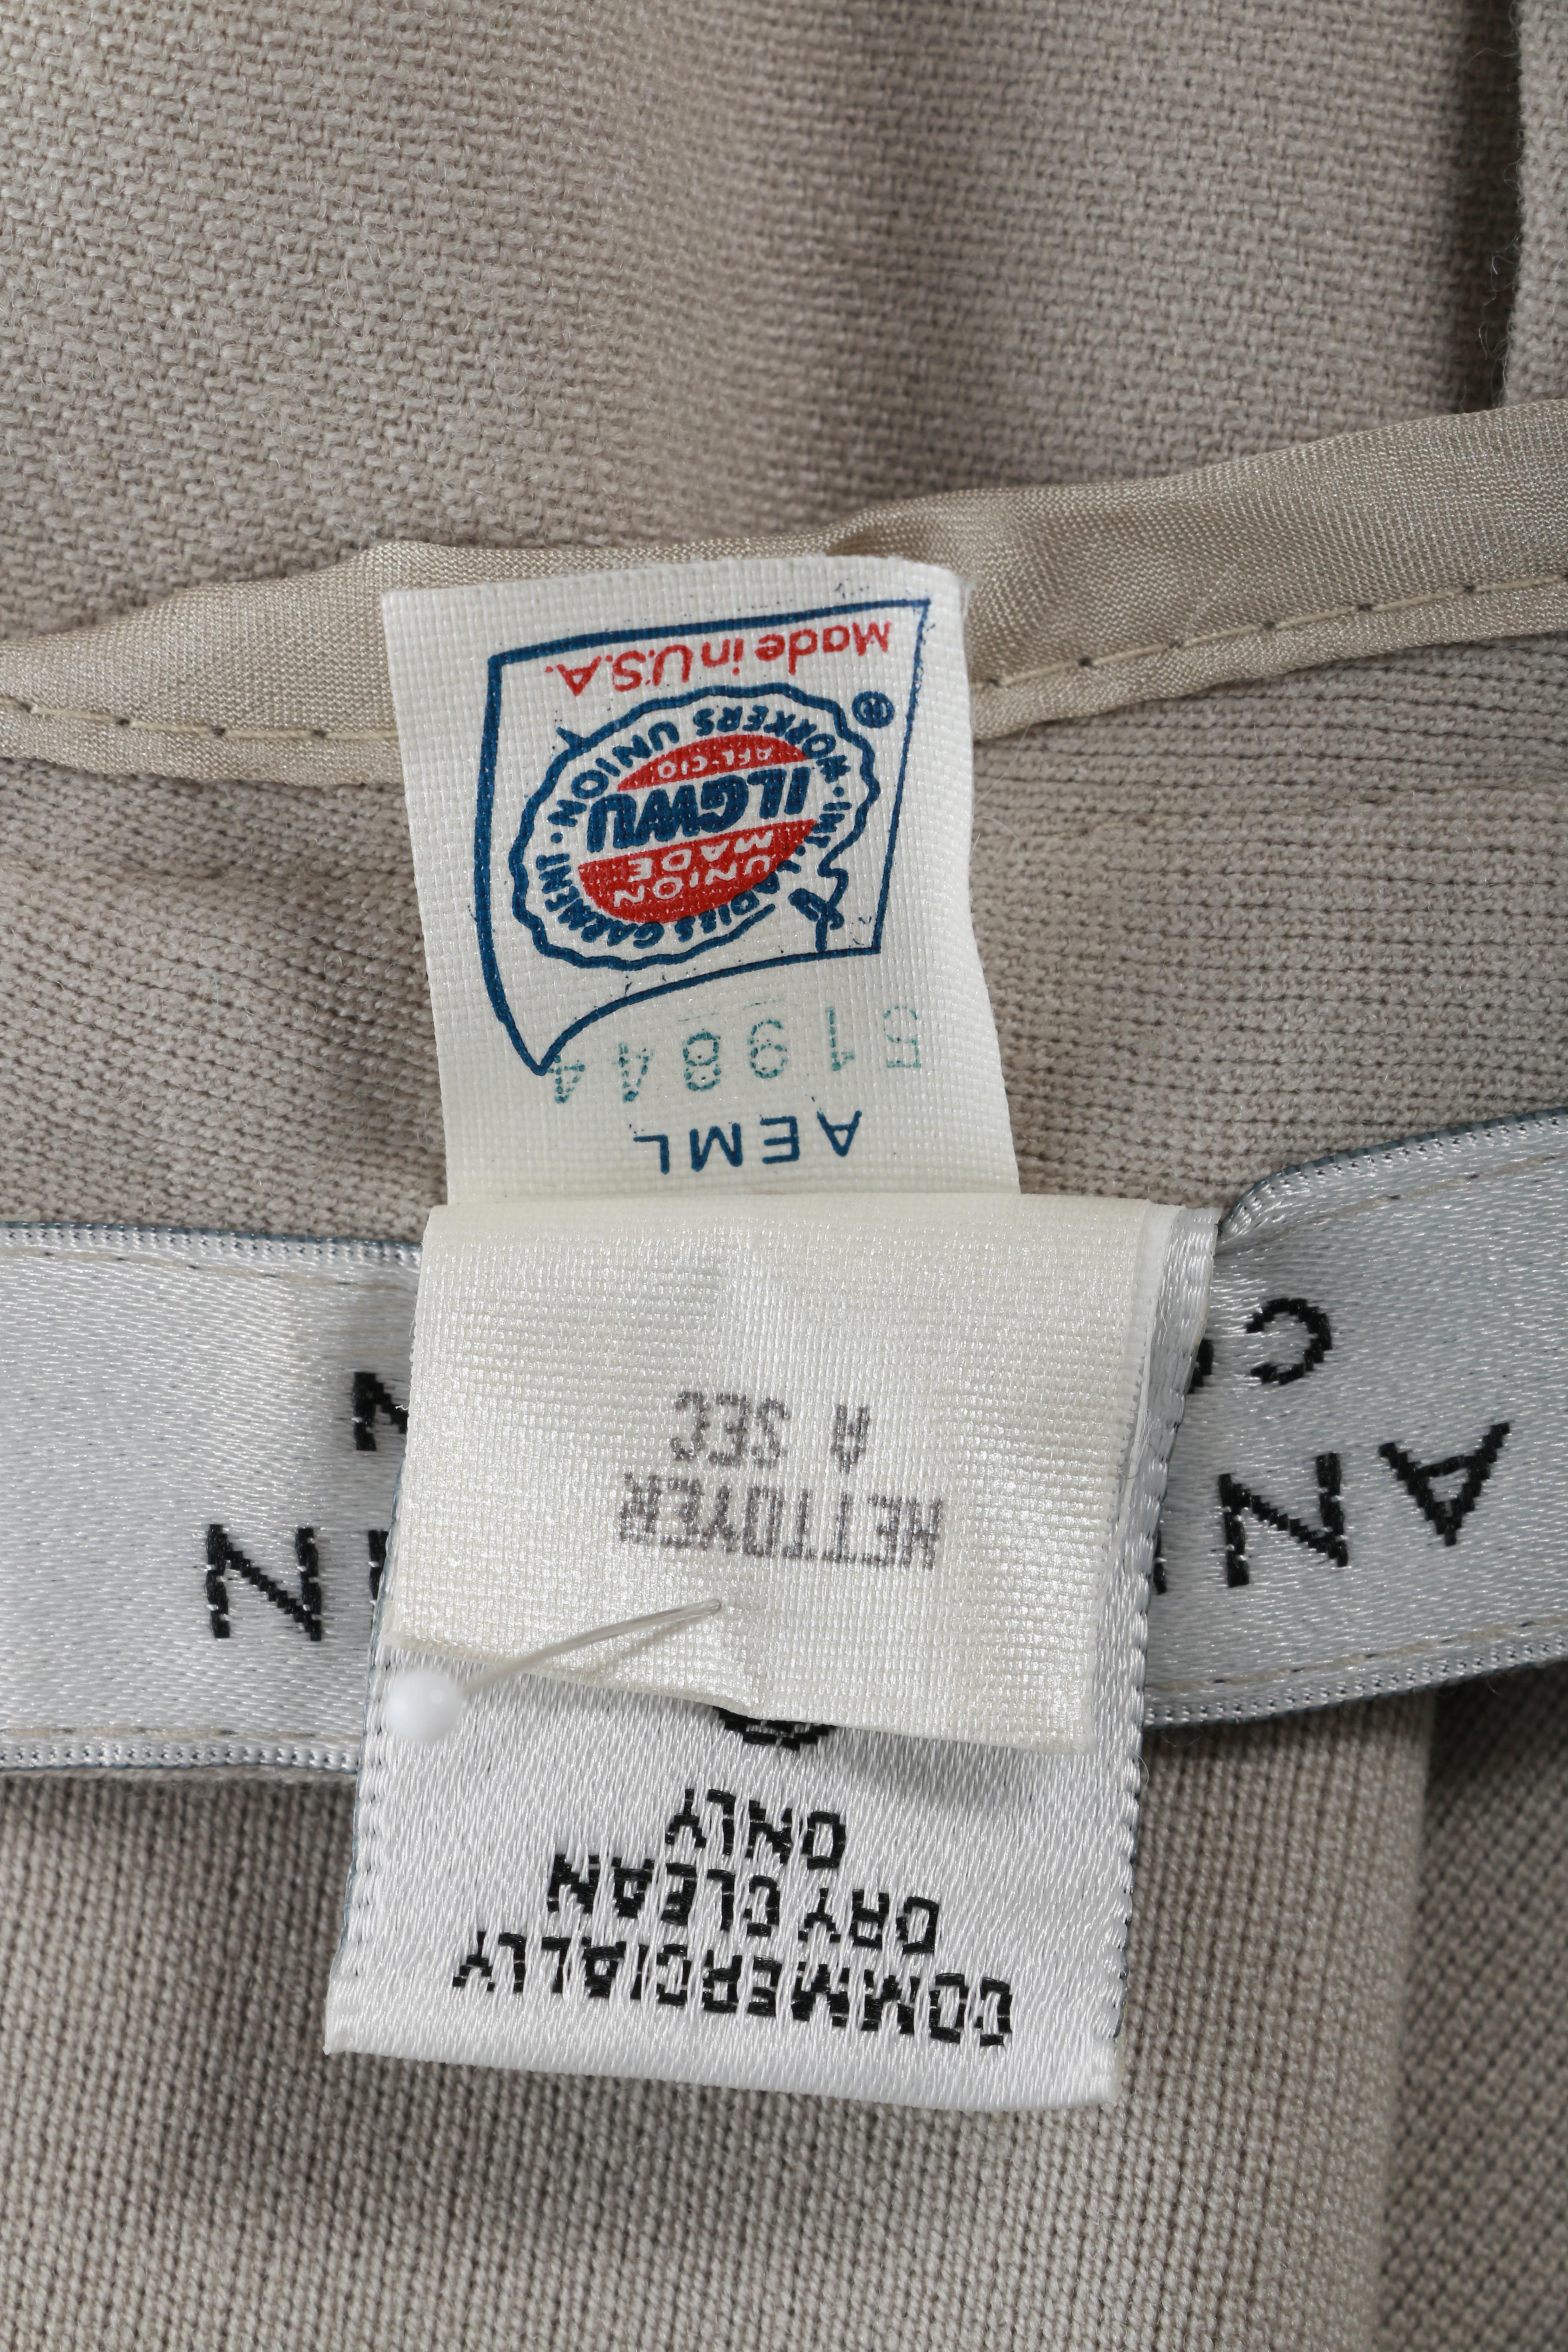 COMMERCIALLY
DRY CLEAN
ONLY
NETTOYER
A SEC
AEML
519844
INT. LADIES GARMENT WORKERS UNION
UNION
MADE
ILGWU
AFL-CIO
®
Made in U.S.A.